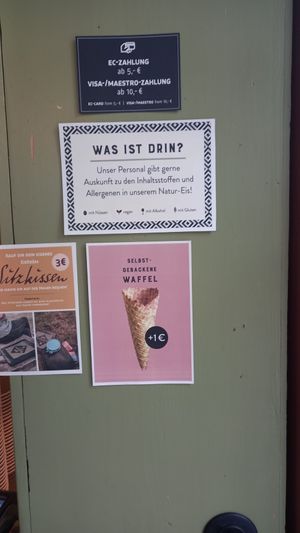 EC-ZAHLUNG
ab 5,- €
VISA-/MAESTRO-ZAHLUNG
ab 10,- €
EC-CARD from 5,- € | VISA-/MAESTRO from 10,- €
WAS IST DRIN?
Unser Personal gibt gerne
Auskunft zu den Inhaltsstoffen und
Allergenen in unserem Natur-Eis!
mit Nüssen vegan mit Alkohol mit Gluten
3€
Sitzkissen
SELBST-
GEBACKENE
WAFFEL
+1€